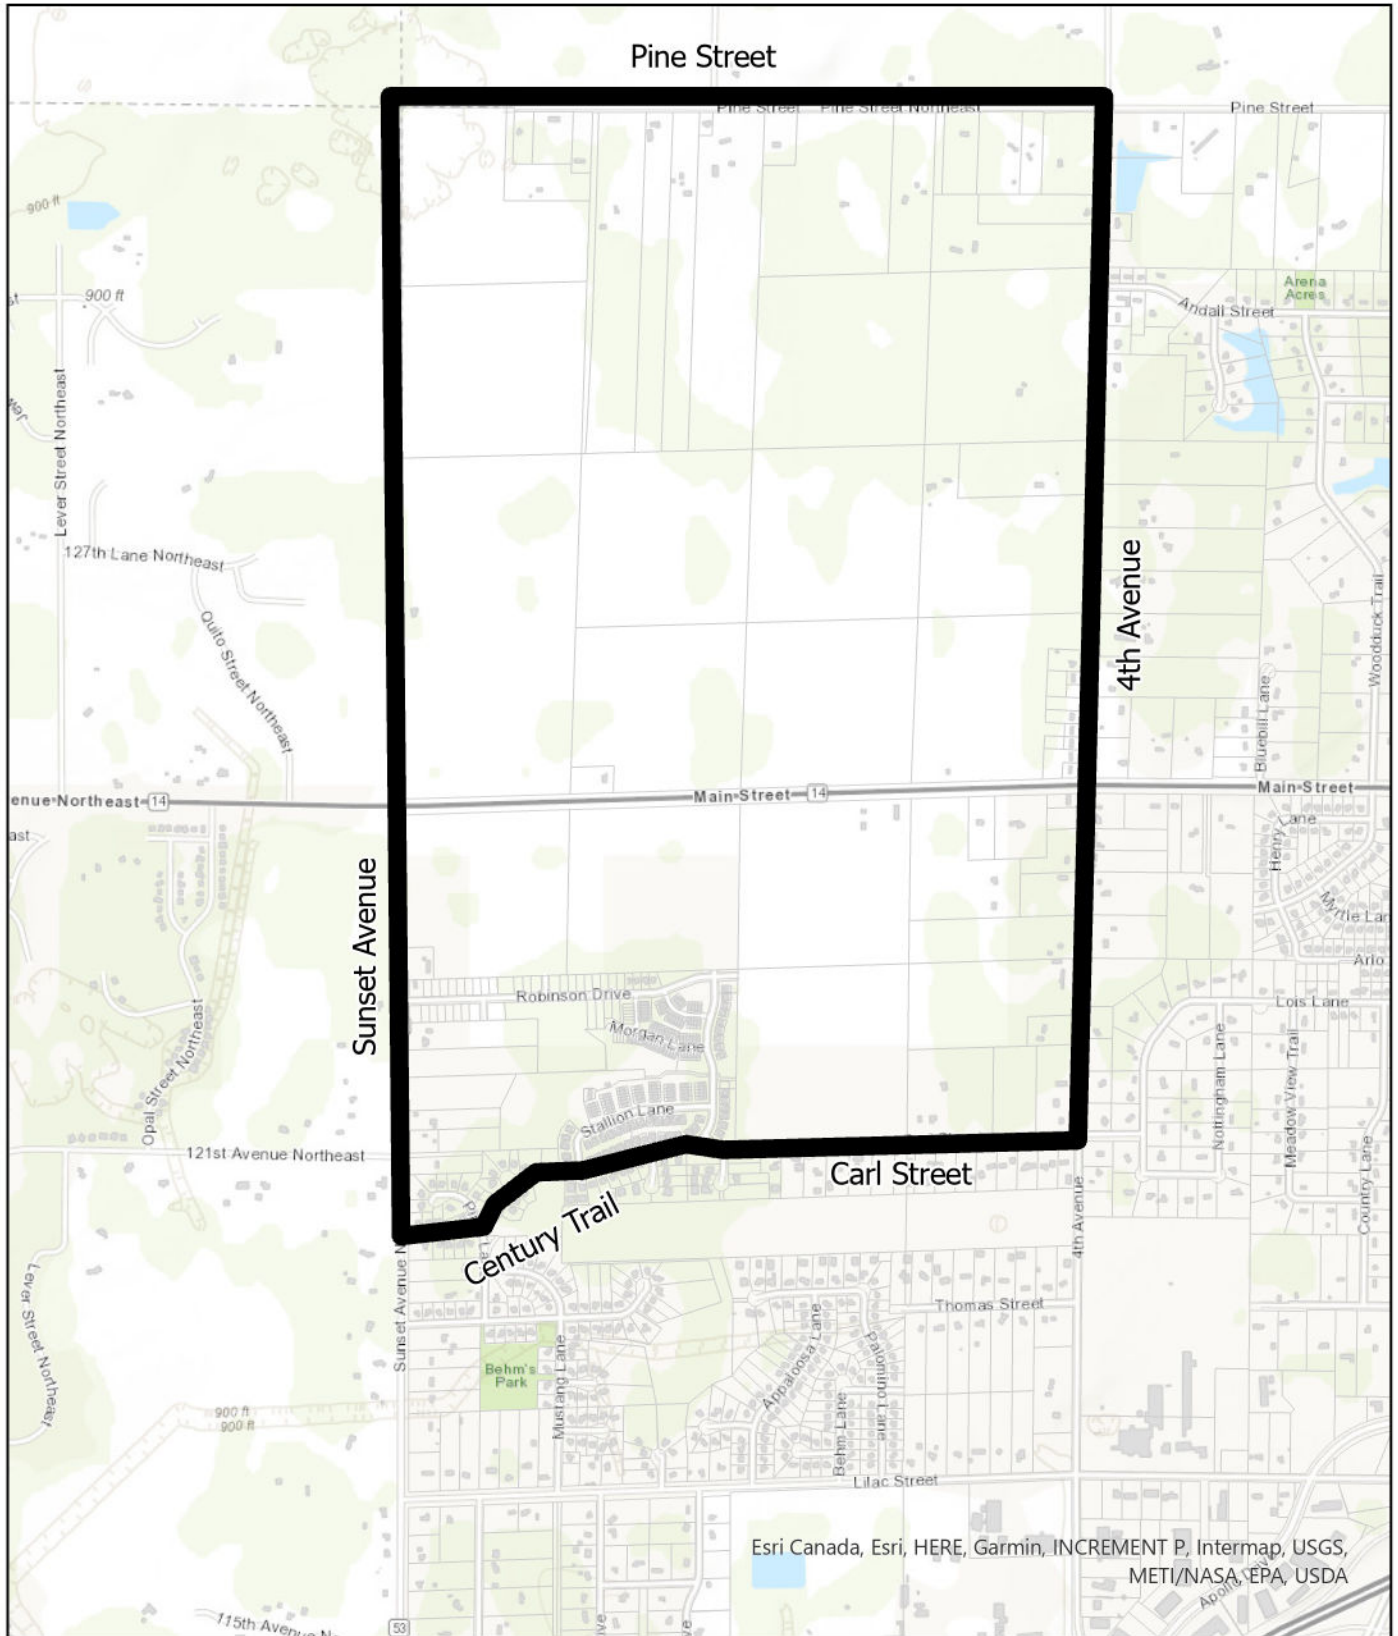 Pine Street
Pine Street
Pine Street Northeast
Pine Street
900 ft
900 ft
Arena
Acres
Andall Street
Lever Street Northeast
127th Lane Northeast
Quito Street Northeast
4th Avenue
Woodduck Trail
Bluebill Lane
enue Northeast
14
Main Street
14
Main Street
ast
Henry Lane
Sunset Avenue
Myrtle Lan
Arlo
Robinson Drive
Lois Lane
Morgan Lane
Opal Street Northeast
Nottingham Lane
Meadow View Trail
Stallion Lane
121st Avenue Northeast
Carl Street
Country Lane
Century Trail
4th Avenue
Sunset Avenue N
Lever Street Northeast
Thomas Street
Behm's
Park
Mustang Lane
Appaloosa Lane
Palomino Lane
Behm Lane
900 ft
900 ft
Lilac Street
Esri Canada, Esri, HERE, Garmin, INCREMENT P, Intermap, USGS,
METI/NASA, EPA, USDA
115th Avenue N
53